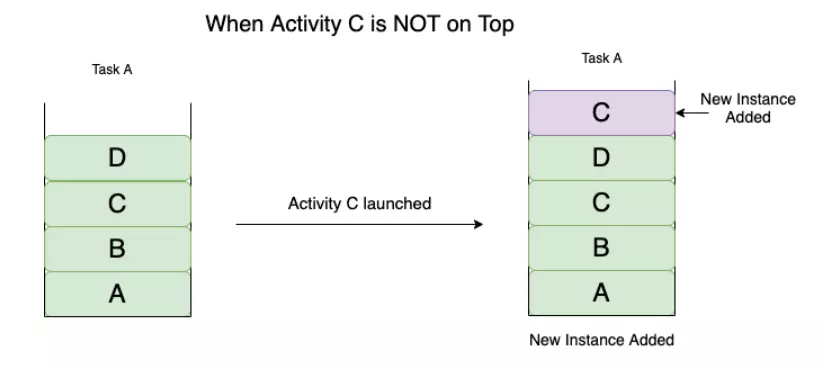 When Activity C is NOT on Top
Task A
D
C
B
A
Activity C launched
Task A
C
D
C
B
A
New Instance
Added
New Instance Added